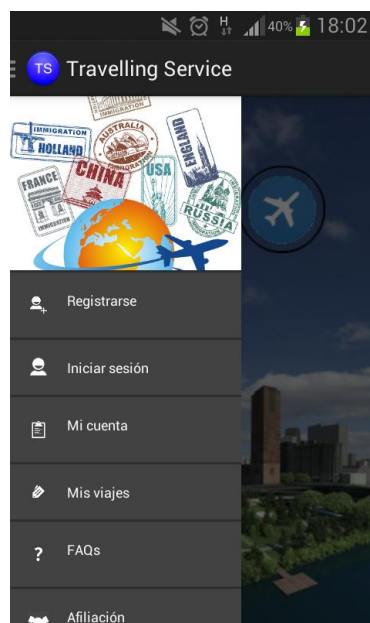 H
40% 18:02
TS Travelling Service
IMMIGRATION
HOLLAND
AUSTRALIA
IMMIGRATION
ENGLAND
FRANCE
CHINA
USA
RUSSIA
Registrarse
Iniciar sesión
Mi cuenta
Mis viajes
? FAQs
Afiliación